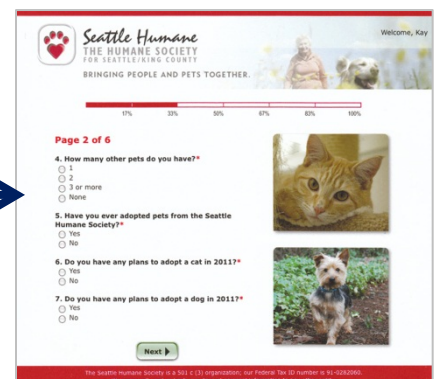 Seattle Humane
THE HUMANE SOCIETY
FOR SEATTLE/KING COUNTY
BRINGING PEOPLE AND PETS TOGETHER.
Welcome, Kay
17% 33% 50% 67% 83% 100%
Page 2 of 6
4. How many other pets do you have?*
1
2
3 or more
None
5. Have you ever adopted pets from the Seattle
Humane Society?*
Yes
No
6. Do you have any plans to adopt a cat in 2011?*
Yes
No
7. Do you have any plans to adopt a dog in 2011?*
Yes
No
Next
The Seattle Humane Society is a 501 c (3) organization; our Federal Tax ID number is 91-0282060.